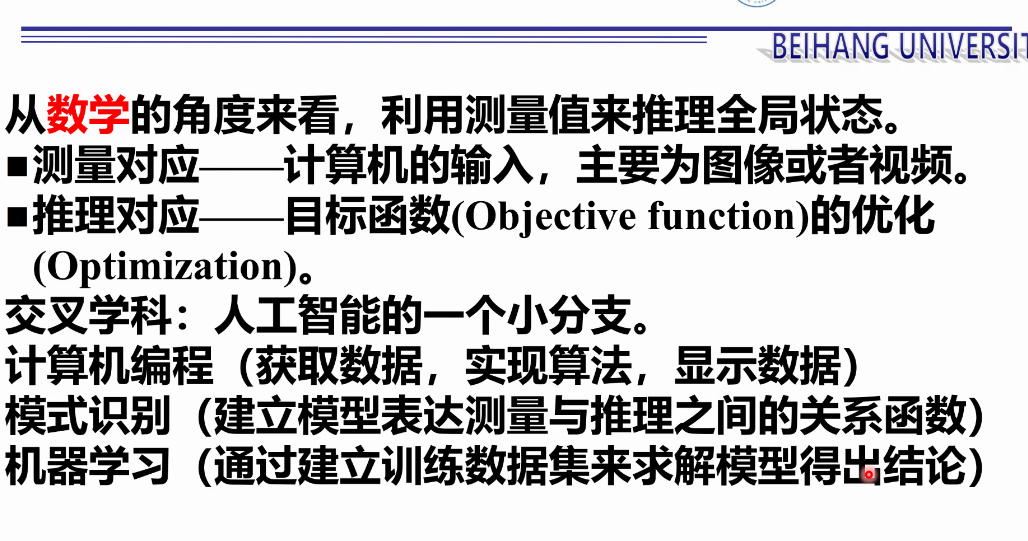 BEIHANG UNIVERSIT
从数学的角度来看，利用测量值来推理全局状态。
■测量对应——计算机的输入，主要为图像或者视频。
■推理对应——目标函数(Objective function)的优化
(Optimization)。
交叉学科：人工智能的一个小分支。
计算机编程（获取数据，实现算法，显示数据）
模式识别（建立模型表达测量与推理之间的关系函数）
机器学习（通过建立训练数据集来求解模型得出结论）